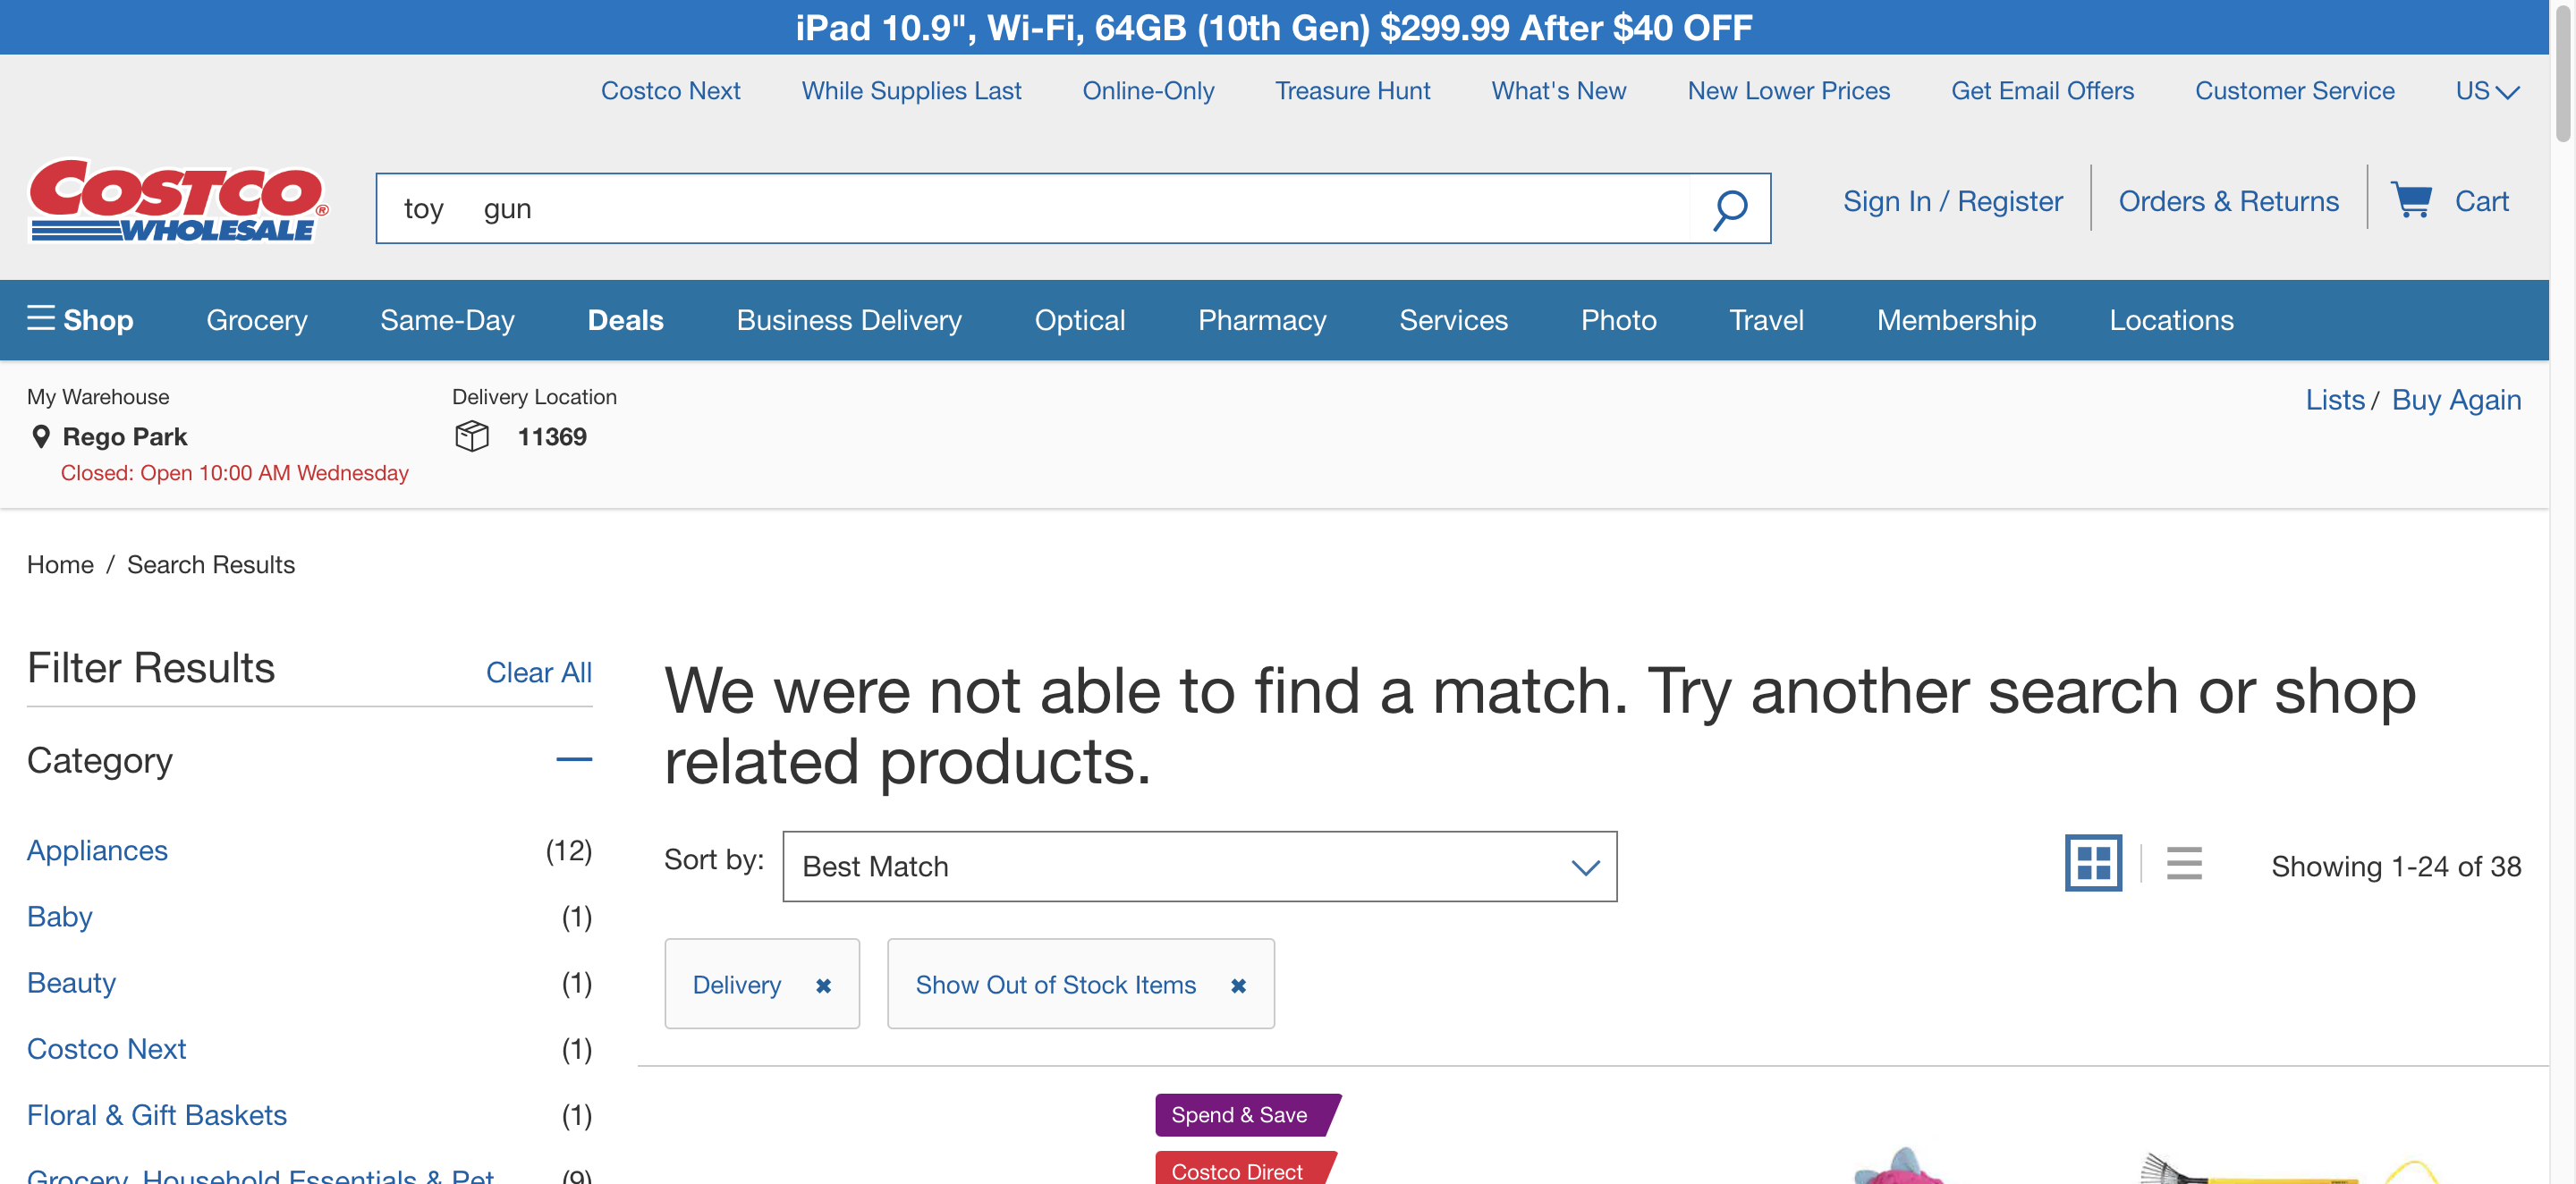 iPad 10.9", Wi-Fi, 64GB (10th Gen) $299.99 After $40 OFF
Costco Next While Supplies Last Online-Only Treasure Hunt What's New New Lower Prices Get Email Offers Customer Service US
COSTCO®
WHOLESALE
toy gun
Sign In / Register Orders & Returns Cart
Shop Grocery Same-Day Deals Business Delivery Optical Pharmacy Services Photo Travel Membership Locations
My Warehouse
Rego Park
Closed: Open 10:00 AM Wednesday
Delivery Location
11369
Lists / Buy Again
Home / Search Results
Filter Results Clear All
Category
Appliances (12)
Baby (1)
Beauty (1)
Costco Next (1)
Floral & Gift Baskets (1)
Grocery, Household Essentials & Pet (9)
We were not able to find a match. Try another search or shop
related products.
Sort by: Best Match
Showing 1-24 of 38
Delivery ✖ Show Out of Stock Items ✖
Spend & Save
Costco Direct